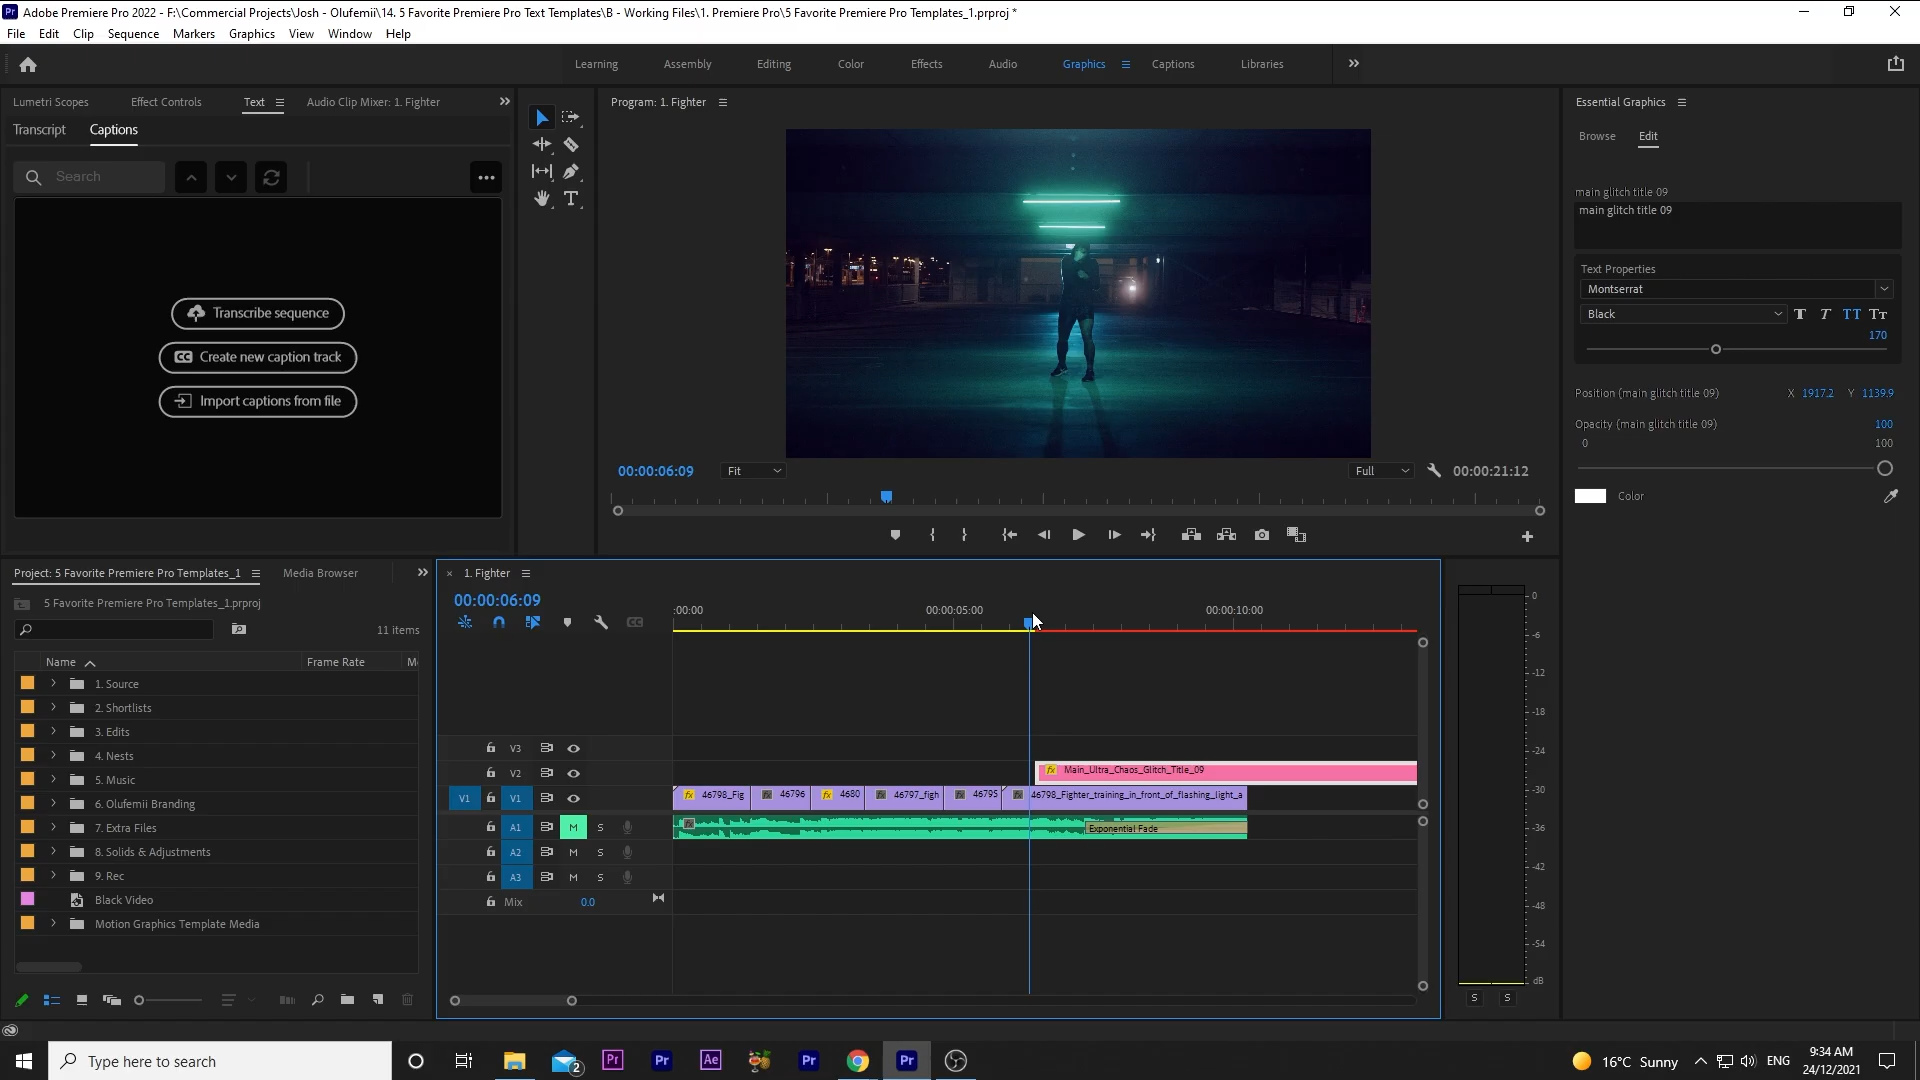 Adobe Premiere Pro 2022 - F:\Commercial Projects\Josh - Olufemii\14. 5 Favorite Premiere Pro Text Templates\B - Working Files\1. Premiere Pro\5 Favorite Premiere Pro Templates_1.prproj *
File Edit Clip Sequence Markers Graphics View Window Help
Learning Assembly Editing Color Effects Audio Graphics Captions Libraries
Lumetri Scopes Effect Controls Text Audio Clip Mixer: 1. Fighter
Program: 1. Fighter
Essential Graphics
Transcript Captions
Browse Edit
Search
main glitch title 09
main glitch title 09
Text Properties
Montserrat
Black T T TT TT
170
Transcribe sequence
Create new caption track
Import captions from file
Position (main glitch title 09) X 1917.2 Y 1139.9
Opacity (main glitch title 09) 100
0 100
Color
00:00:06:09 Fit Full 00:00:21:12
Project: 5 Favorite Premiere Pro Templates_1 Media Browser
5 Favorite Premiere Pro Templates_1.prproj
11 items
Name Frame Rate
1. Source
2. Shortlists
3. Edits
4. Nests
5. Music
6. Olufemii Branding
7. Extra Files
8. Solids & Adjustments
9. Rec
Black Video
Motion Graphics Template Media
1. Fighter
00:00:06:09
:00:00 00:00:05:00 00:00:10:00
V3
V2 Main_Ultra_Chaos_Glitch_Title_09
V1 V1 46798_Fig 46796 4680 46797_figh 46795 46798_Fighter_training_in_front_of_flashing_light_a
A1 M S Exponential Fade
A2 M S
A3 M S
Mix 0.0
0
-6
-12
-18
-24
-30
-36
-42
-48
-54
dB
S S
Type here to search
2
16°C Sunny ENG
9:34 AM
24/12/2021